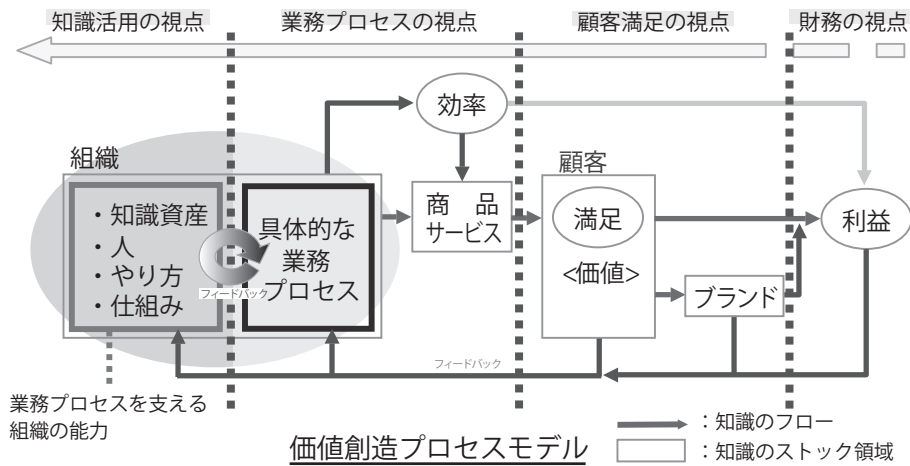 知識活用の視点
業務プロセスの視点
顧客満足の視点
財務の視点
効率
組織
顧客
・知識資産
・人
・やり方
・仕組み
フィードバック
具体的な
業務
プロセス
商　品
サービス
満足
<価値>
ブランド
利益
フィードバック
業務プロセスを支える
組織の能力
価値創造プロセスモデル
：知識のフロー
：知識のストック領域